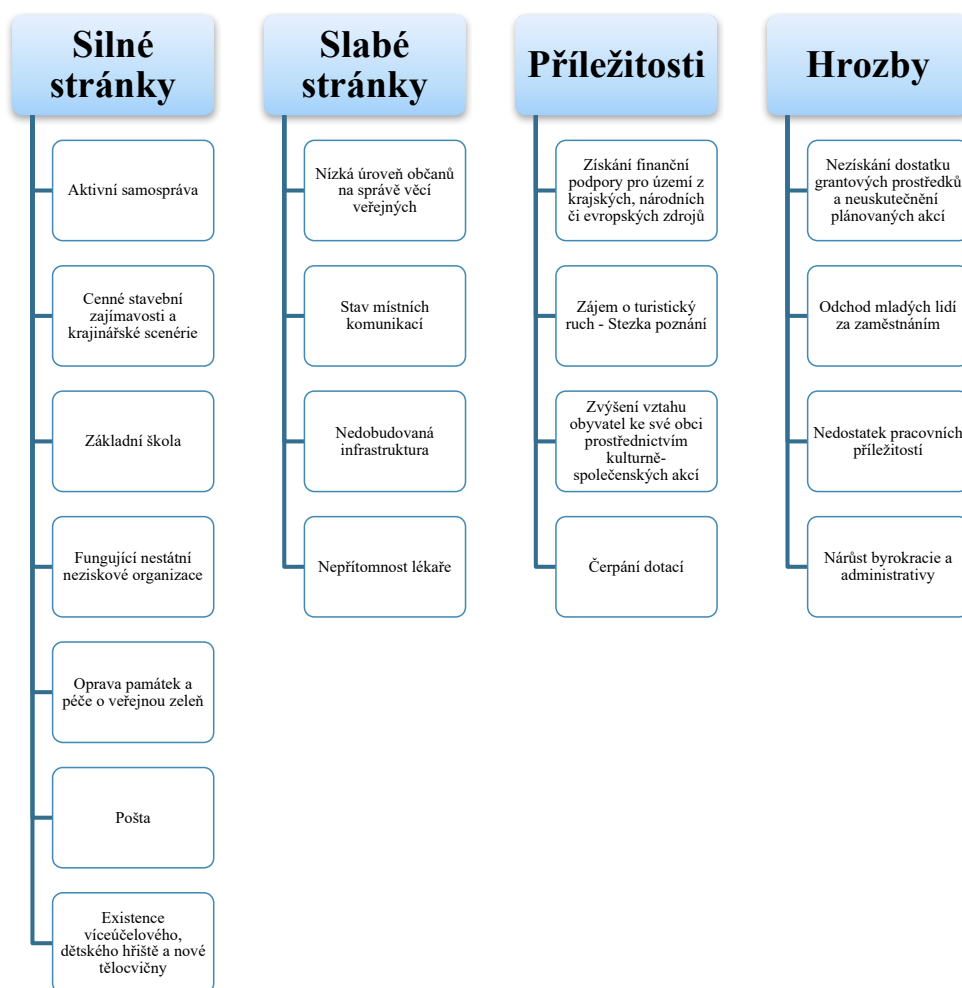 Silné
stránky
Aktivní samospráva
Cenné stavební
zajímavosti a
krajinářské scenérie
Základní škola
Fungující nestátní
neziskové organizace
Oprava památek a
péče o veřejnou zeleň
Pošta
Existence
víceúčelového,
dětského hřiště a nové
tělocvičny
Slabé
stránky
Nízká úroveň občanů
na správě věcí
veřejných
Stav místních
komunikací
Nedobudovaná
infrastruktura
Nepřítomnost lékaře
Příležitosti
Získání finanční
podpory pro území z
krajských, národních
či evropských zdrojů
Zájem o turistický
ruch - Stezka poznání
Zvýšení vztahu
obyvatel ke své obci
prostřednictvím
kulturně-
společenských akcí
Čerpání dotací
Hrozby
Nezískání dostatku
grantových prostředků
a neuskutečnění
plánovaných akcí
Odchod mladých lidí
za zaměstnáním
Nedostatek pracovních
příležitostí
Nárůst byrokracie a
administrativy